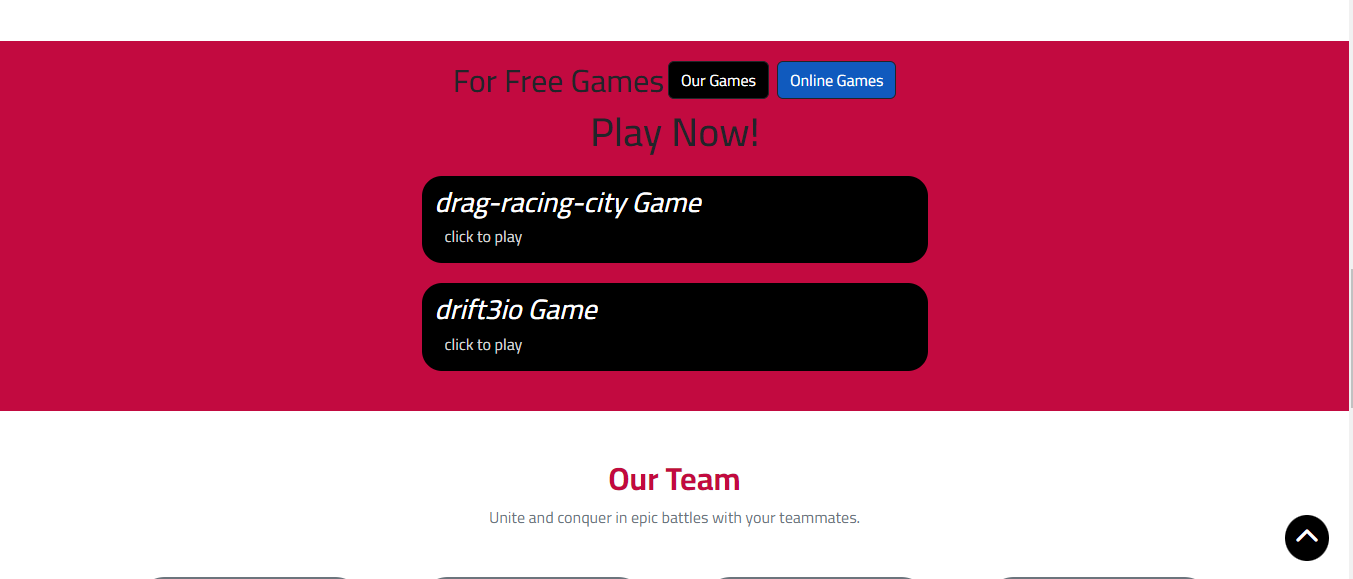 For Free Games Our Games Online Games
Play Now!
drag-racing-city Game
click to play
drift3io Game
click to play
Our Team
Unite and conquer in epic battles with your teammates.